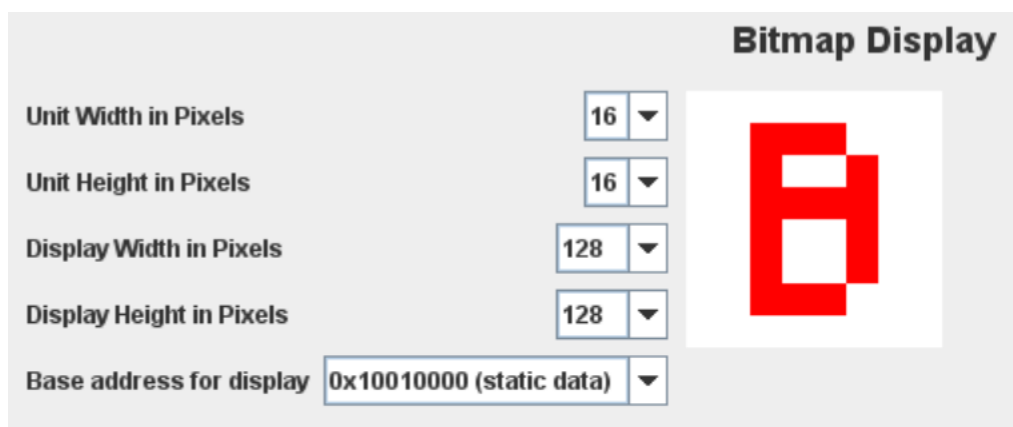 Bitmap Display
Unit Width in Pixels 16
Unit Height in Pixels 16
Display Width in Pixels 128
Display Height in Pixels 128
Base address for display 0x10010000 (static data)